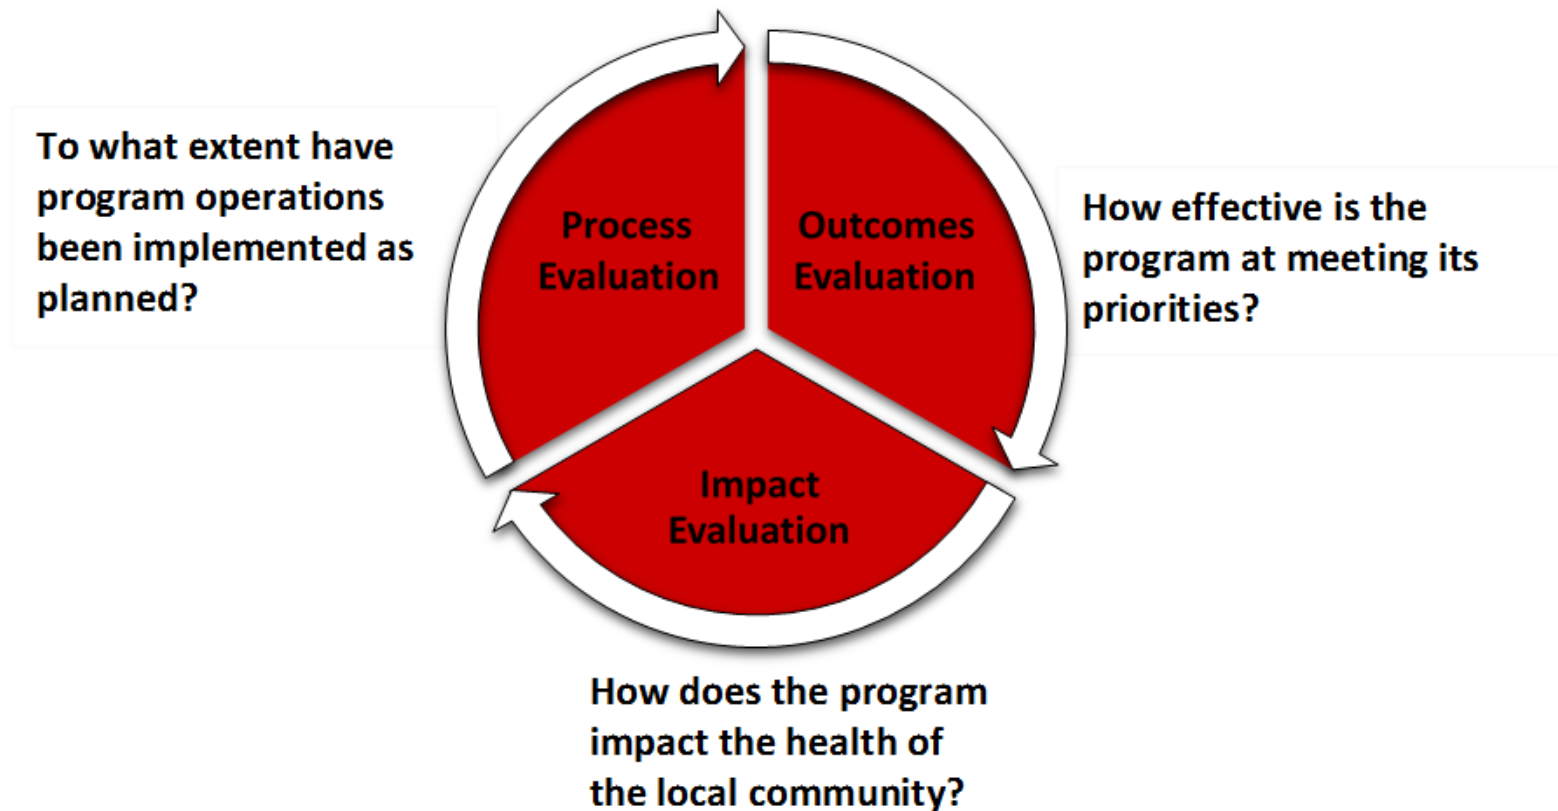 To what extent have
program operations
been implemented as
planned?
Process
Evaluation
Outcomes
Evaluation
How effective is the
program at meeting its
priorities?
Impact
Evaluation
How does the program
impact the health of
the local community?